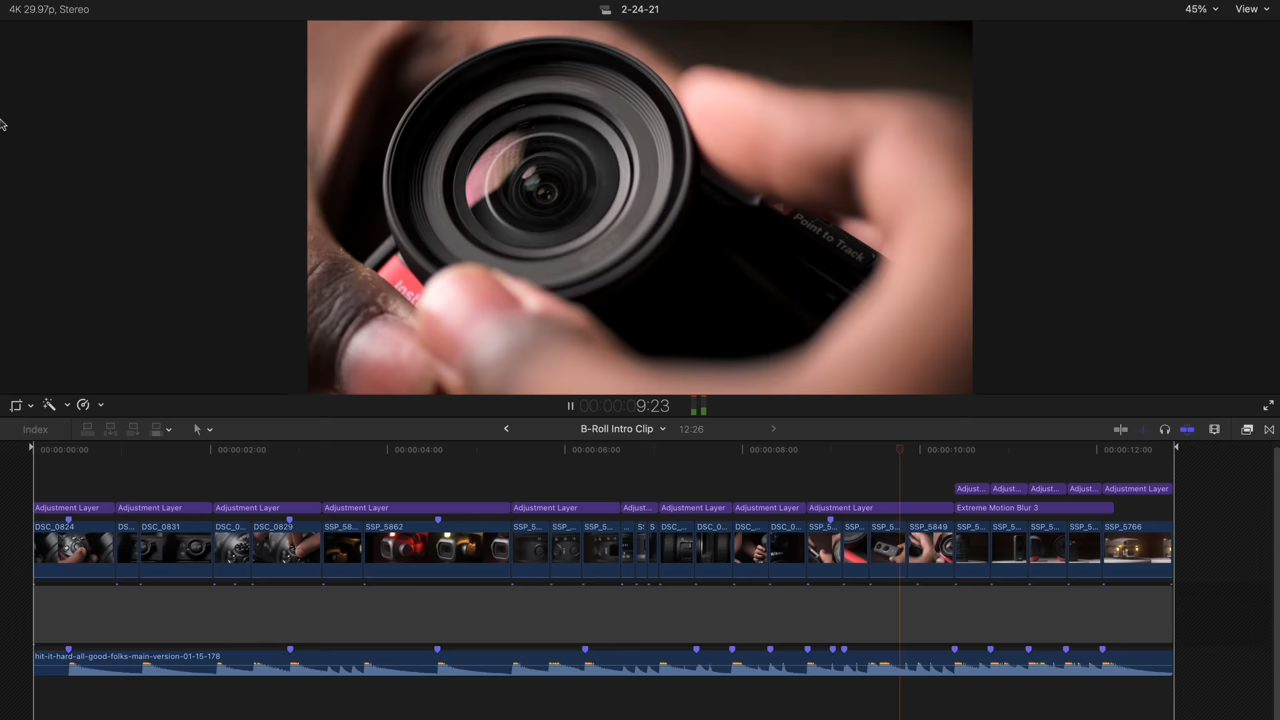 4K 29.97p, Stereo
2-24-21
45%
View
Point to Track
00:00:00:09:23
Index
B-Roll Intro Clip
12:26
00:00:00:00
00:00:02:00
00:00:04:00
00:00:06:00
00:00:08:00
00:00:10:00
00:00:12:00
Adjust... Adjust... Adjust... Adjust... Adjustment Layer
Adjustment Layer Adjustment Layer Adjustment Layer Adjustment Layer Adjustment Layer Adjust... Adjustment Layer Adjustment Layer Adjustment Layer Extreme Motion Blur 3
DSC_0824 DS... DSC_0831 DSC_0... DSC_0829 SSP_58... SSP_5862 SSP_5... SSP_... SSP_5... ... S S DSC_... DSC_0... DSC_... DSC_0... SSP_5... SSP... SSP_5... SSP_5849 SSP_5... SSP_5... SSP_5... SSP_5... SSP_5766
hit-it-hard-all-good-folks-main-version-01-15-178